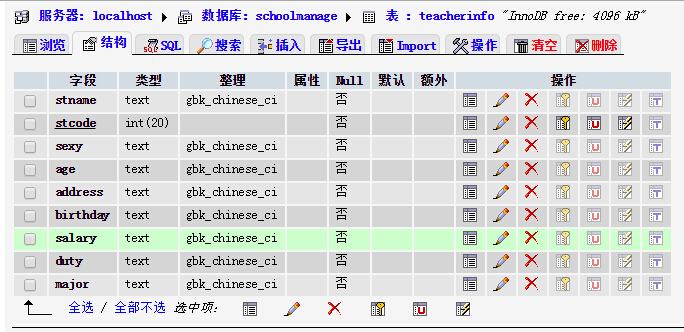 服务器: localhost ▶ 数据库: schoolmanage ▶ 表 : teacherinfo "InnoDB free: 4096 kB"
浏览 结构 SQL 搜索 插入 导出 Import 操作 清空 删除
字段 类型 整理 属性 Null 默认 额外 操作
stname text gbk_chinese_ci 否
stcode int(20) 否
sexy text gbk_chinese_ci 否
age text gbk_chinese_ci 否
address text gbk_chinese_ci 否
birthday text gbk_chinese_ci 否
salary text gbk_chinese_ci 否
duty text gbk_chinese_ci 否
major text gbk_chinese_ci 否
全选 / 全部不选 选中项: